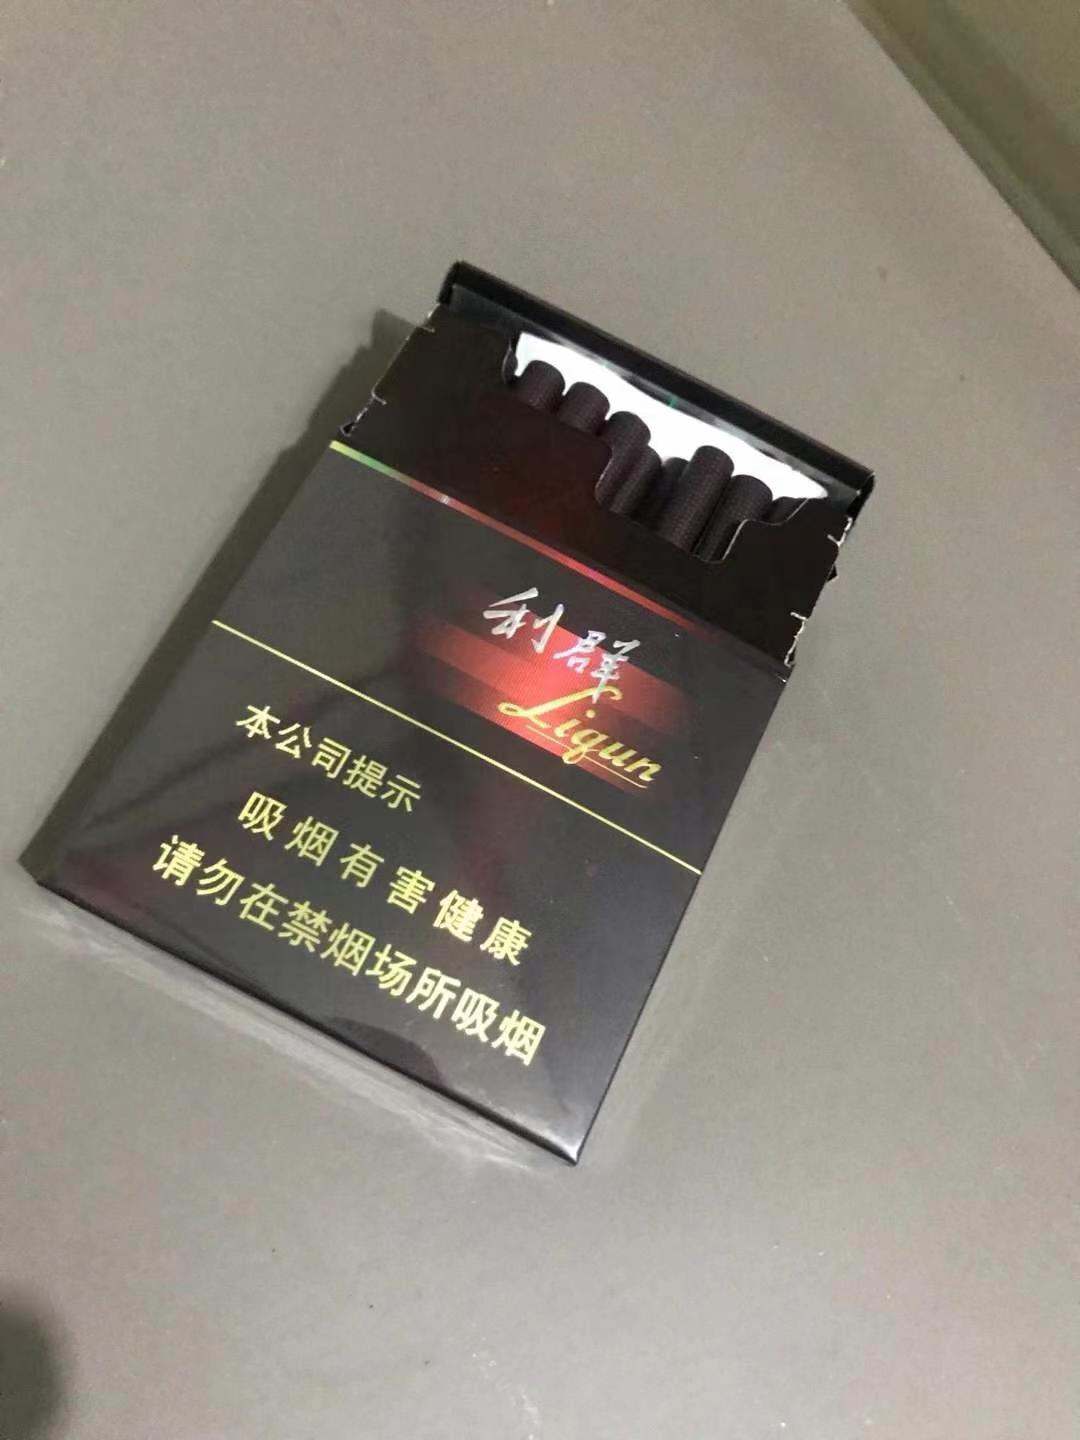 利群
Liqun
本公司提示
吸烟有害健康
请勿在禁烟场所吸烟